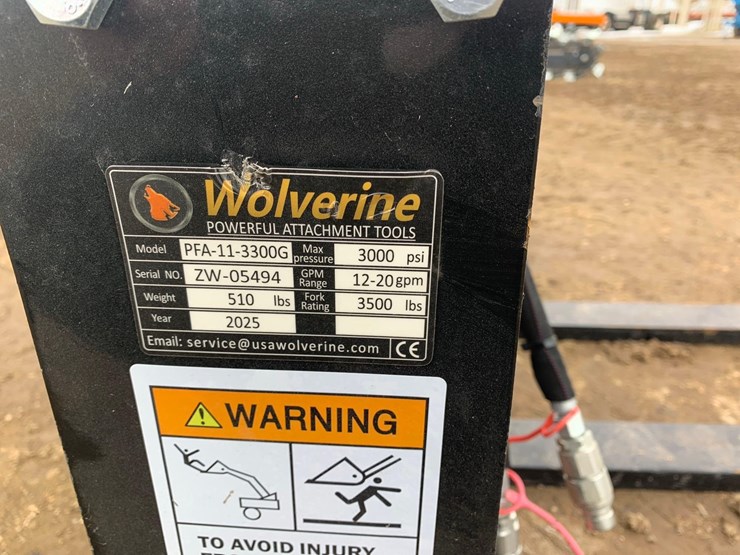 Wolverine
POWERFUL ATTACHMENT TOOLS
Model PFA-11-3300G Max pressure 3000 psi
Serial NO. ZW-05494 GPM Range 12-20 gpm
Weight 510 lbs Fork Rating 3500 lbs
Year 2025
Email: service@usawolverine.com CE
WARNING
TO AVOID INJURY